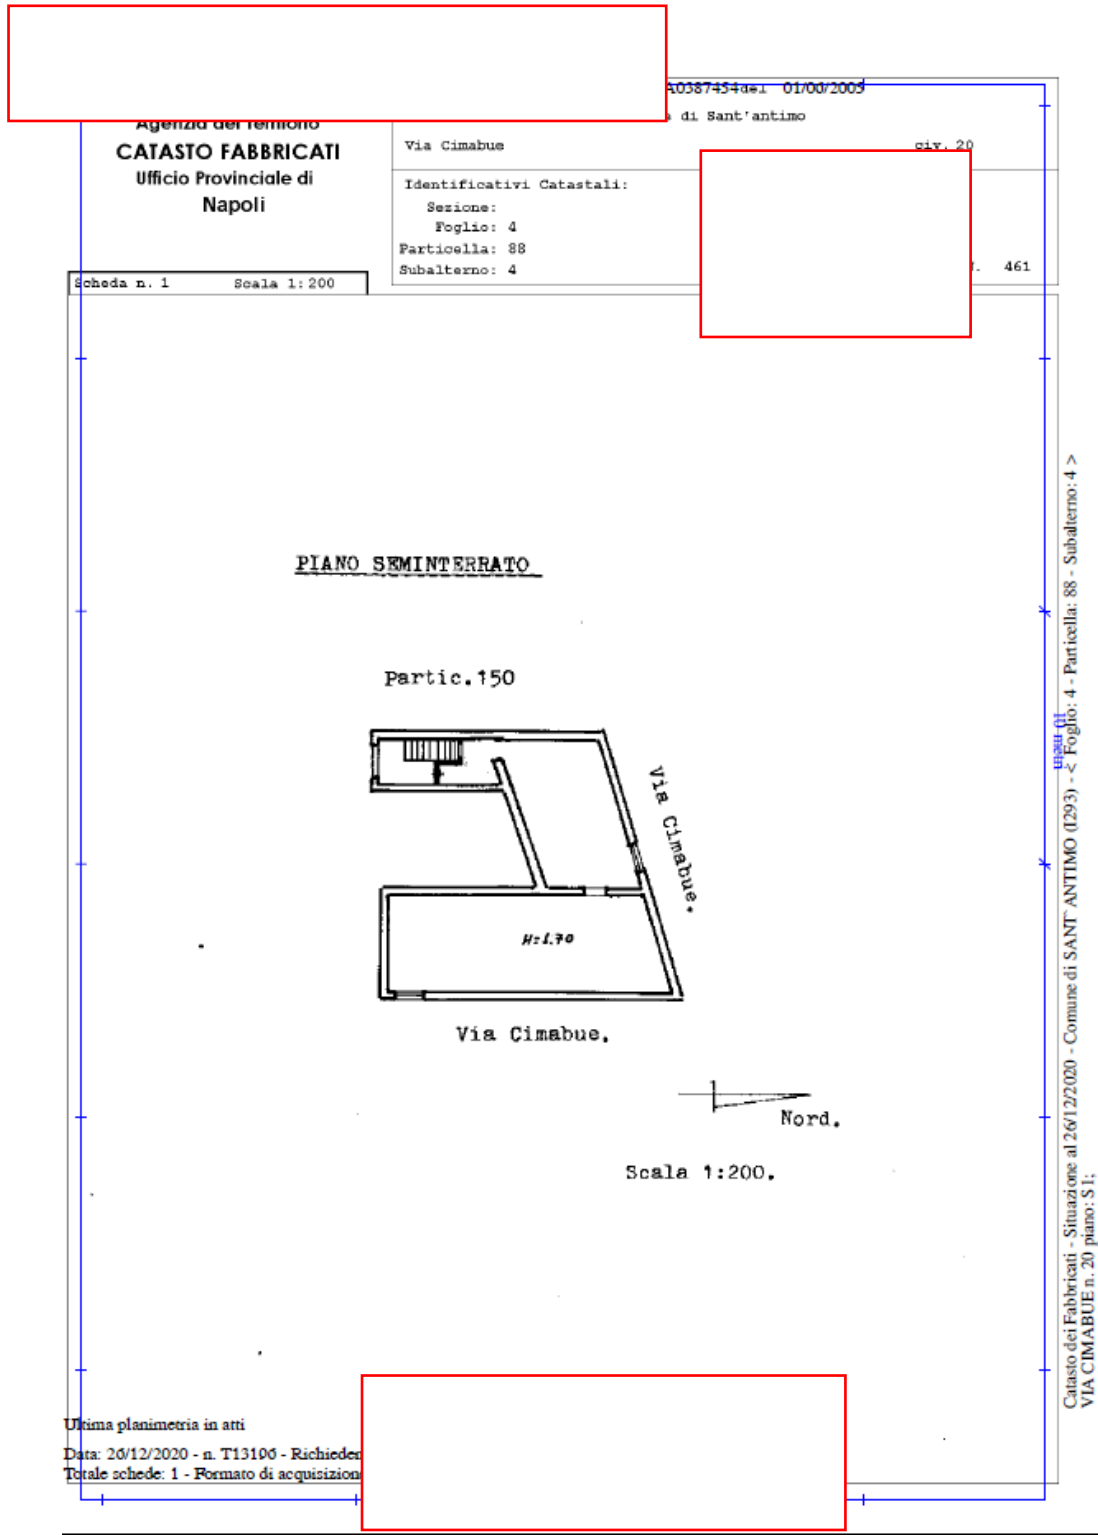 A0387454del 01/06/2005
di Sant'antimo
Agenzia del Territorio
CATASTO FABBRICATI
Ufficio Provinciale di
Napoli
Via Cimabue civ. 20
Identificativi Catastali:
Sezione:
Foglio: 4
Particella: 88
Subalterno: 4
461
Scheda n. 1 Scala 1:200
PIANO SEMINTERRATO
Partic.150
Via Cimabue.
H=1.70
Via Cimabue.
Nord.
Scala 1:200.
10 metri
Catasto dei Fabbricati - Situazione al 26/12/2020 - Comune di SANT`ANTIMO (I293) - < Foglio: 4 - Particella: 88 - Subalterno: 4 >
VIA CIMABUE n. 20 piano: S1;
Ultima planimetria in atti
Data: 26/12/2020 - n. T13196 - Richieden
Totale schede: 1 - Formato di acquisizion